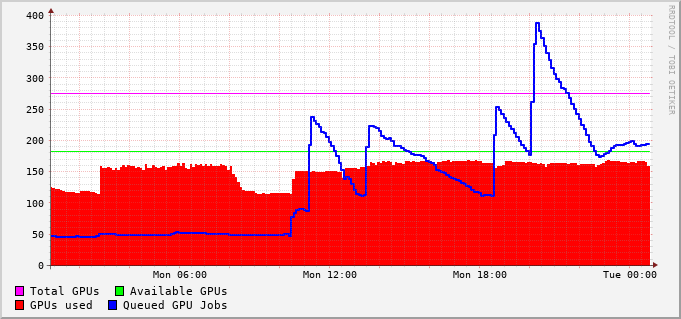 400
350
300
250
200
150
100
50
0
Mon 06:00 Mon 12:00 Mon 18:00 Tue 00:00
Total GPUs Available GPUs
GPUs used Queued GPU Jobs
RRDTOOL / TOBI OETIKER